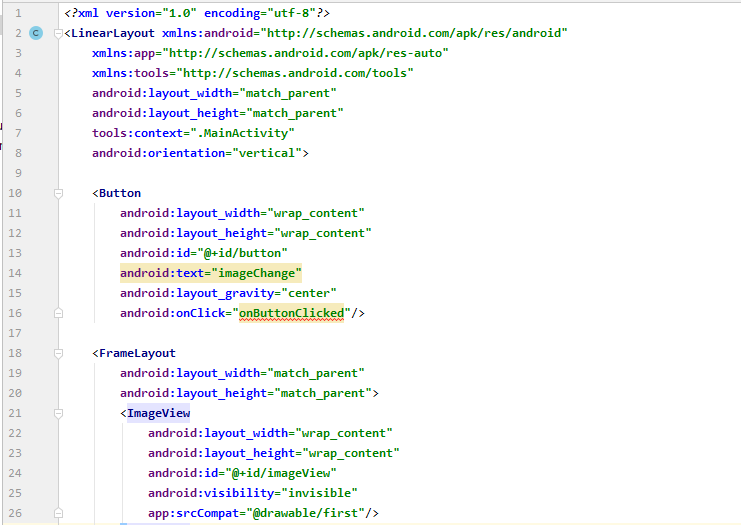 1 <?xml version="1.0" encoding="utf-8"?>
2 C <LinearLayout xmlns:android="http://schemas.android.com/apk/res/android"
3 xmlns:app="http://schemas.android.com/apk/res-auto"
4 xmlns:tools="http://schemas.android.com/tools"
5 android:layout_width="match_parent"
6 android:layout_height="match_parent"
7 tools:context=".MainActivity"
8 android:orientation="vertical">
9
10 <Button
11 android:layout_width="wrap_content"
12 android:layout_height="wrap_content"
13 android:id="@+id/button"
14 android:text="imageChange"
15 android:layout_gravity="center"
16 android:onClick="onButtonClicked"/>
17
18 <FrameLayout
19 android:layout_width="match_parent"
20 android:layout_height="match_parent">
21 <ImageView
22 android:layout_width="wrap_content"
23 android:layout_height="wrap_content"
24 android:id="@+id/imageView"
25 android:visibility="invisible"
26 app:srcCompat="@drawable/first"/>